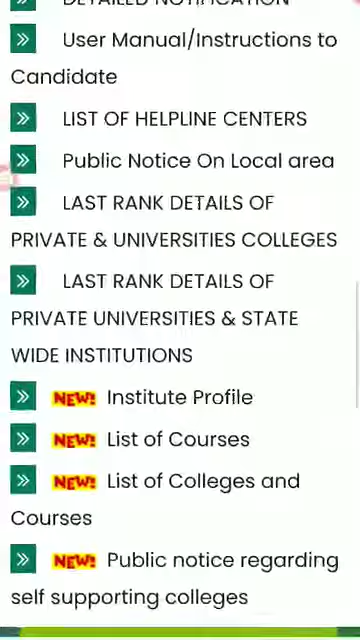 DETAILED NOTIFICATION
User Manual/Instructions to
Candidate
LIST OF HELPLINE CENTERS
Public Notice On Local area
LAST RANK DETAILS OF
PRIVATE & UNIVERSITIES COLLEGES
LAST RANK DETAILS OF
PRIVATE UNIVERSITIES & STATE
WIDE INSTITUTIONS
NEW! Institute Profile
NEW! List of Courses
NEW! List of Colleges and
Courses
NEW! Public notice regarding
self supporting colleges